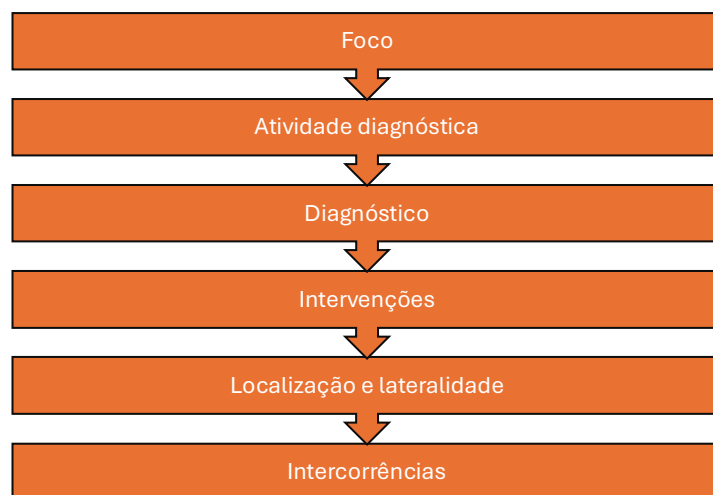 Foco
Atividade diagnóstica
Diagnóstico
Intervenções
Localização e lateralidade
Intercorrências